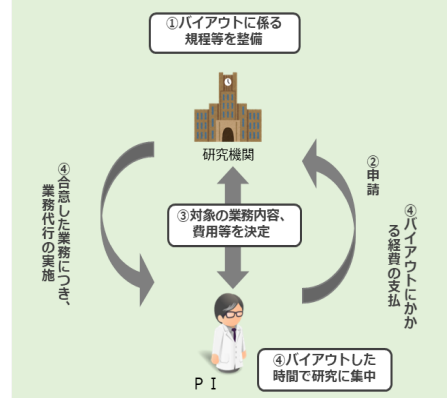 ①バイアウトに係る
規程等を整備
研究機関
②申請
④合意した業務につき、
業務代行の実施
③対象の業務内容、
費用等を決定
④バイアウトにかか
る経費の支払
④バイアウトした
時間で研究に集中
ＰＩ